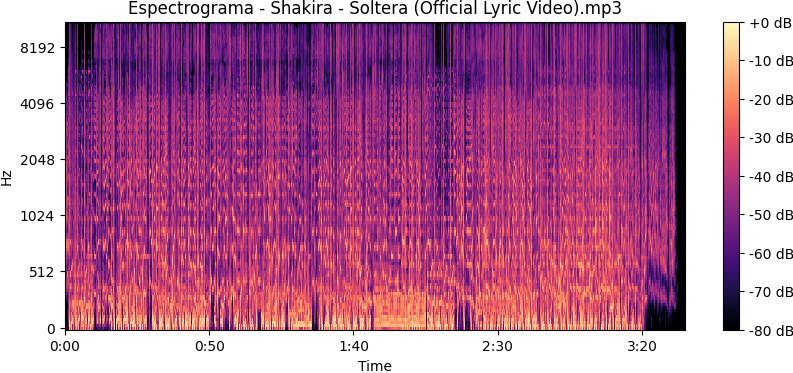 Espectrograma - Shakira - Soltera (Official Lyric Video).mp3
8192
4096
2048
1024
512
0
Hz
0:00
0:50
1:40
2:30
3:20
Time
+0 dB
-10 dB
-20 dB
-30 dB
-40 dB
-50 dB
-60 dB
-70 dB
-80 dB